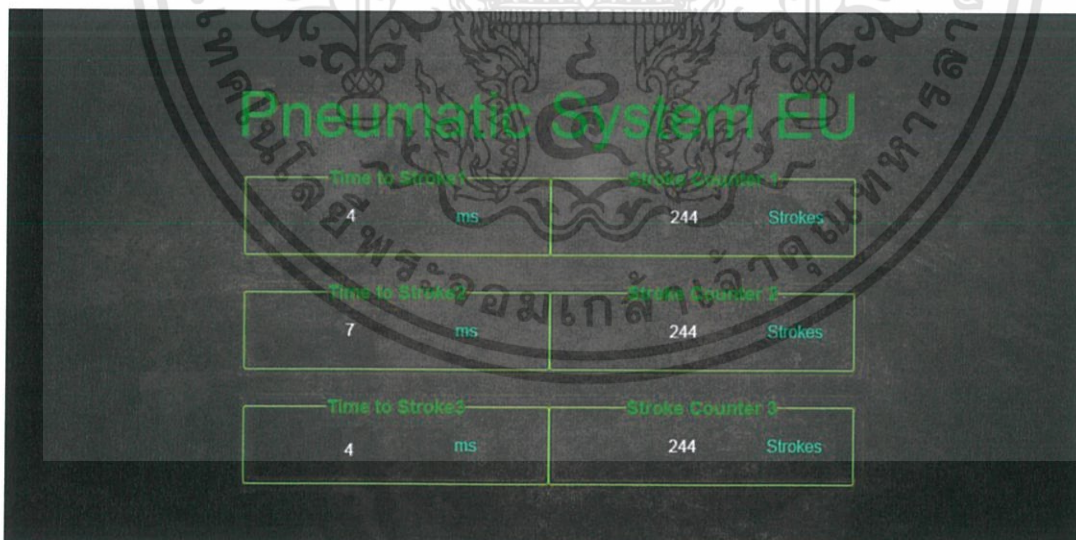 Pneumatic System EU
Time to Stroke1 Stroke Counter 1
4 ms 244 Strokes
Time to Stroke2 Stroke Counter 2
7 ms 244 Strokes
Time to Stroke3 Stroke Counter 3
4 ms 244 Strokes